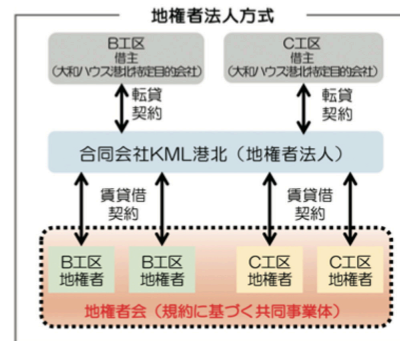 地権者法人方式
B工区
借主
(大和ハウス港北特定目的会社)
C工区
借主
(大和ハウス港北特定目的会社)
転貸
契約
転貸
契約
合同会社KML港北(地権者法人)
賃貸借
契約
賃貸借
契約
B工区
地権者
B工区
地権者
C工区
地権者
C工区
地権者
地権者会(規約に基づく共同事業体)